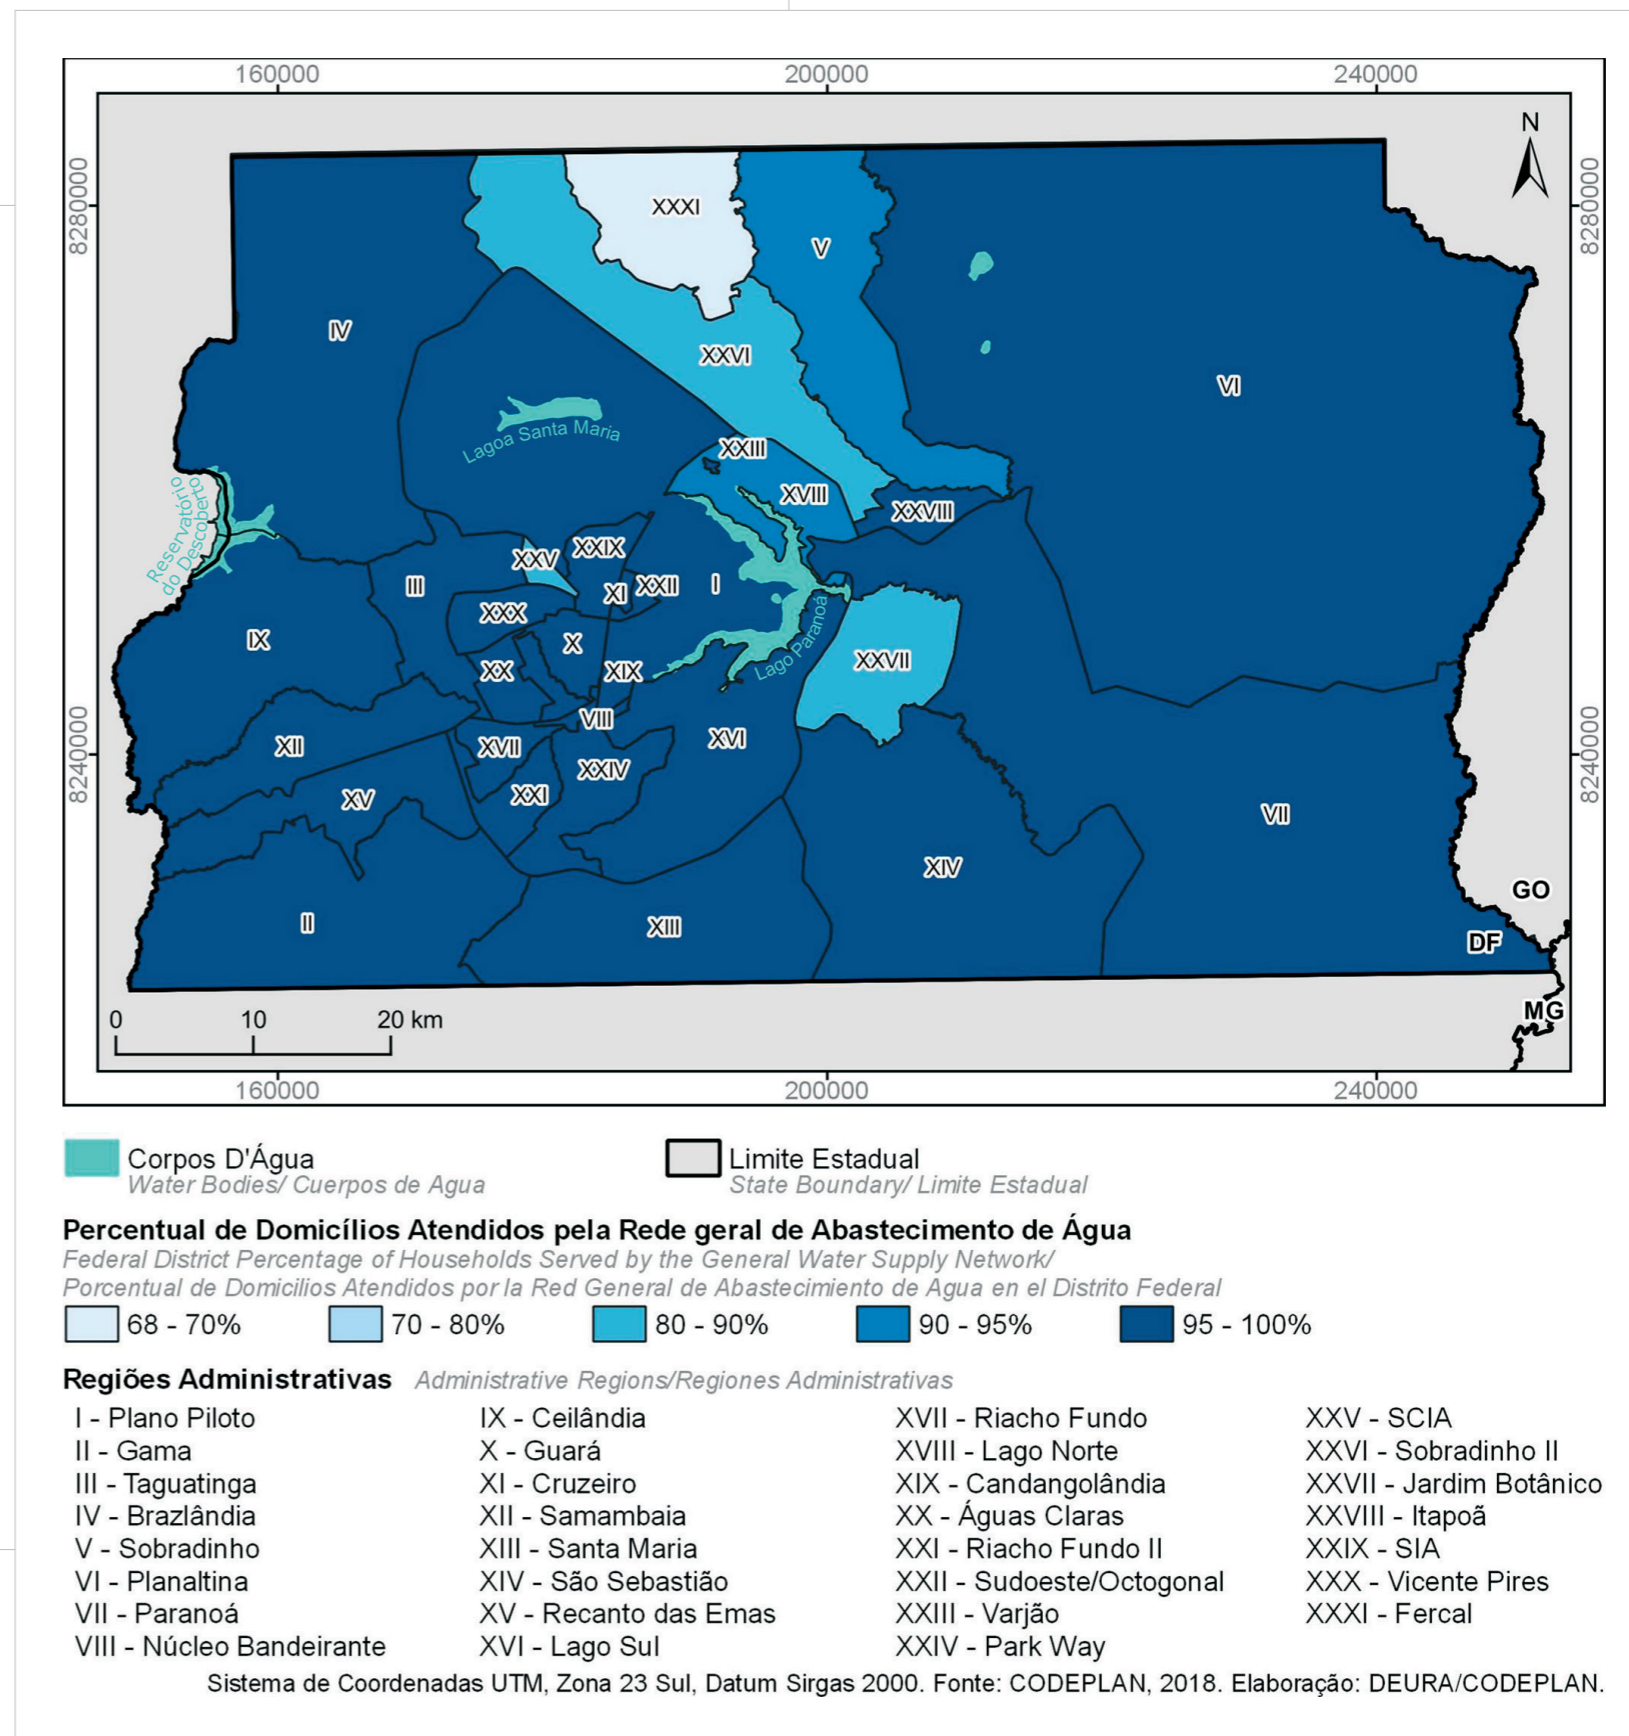 160000 200000 240000
N
8280000 8280000
XXXI
V
IV
XXVI
VI
Lagoa Santa Maria
XXIII
XVIII
XXVIII
Reservatório
do Descoberto
XXV
XXIX
III
XI
XXII
I
XXX
IX
X
XX
XIX
Lago Paranoá
XXVII
8240000 8240000
VIII
XII
XVII
XVI
XXIV
XV
XXI
VII
XIV
GO
II
XIII
DF
MG
0 10 20 km
160000 200000 240000
Corpos D'Água Limite Estadual
Water Bodies/ Cuerpos de Agua State Boundary/ Limite Estadual
Percentual de Domicílios Atendidos pela Rede geral de Abastecimento de Água
Federal District Percentage of Households Served by the General Water Supply Network/
Porcentual de Domicilios Atendidos por la Red General de Abastecimiento de Agua en el Distrito Federal
68 - 70% 70 - 80% 80 - 90% 90 - 95% 95 - 100%
Regiões Administrativas Administrative Regions/Regiones Administrativas
I - Plano Piloto
II - Gama
III - Taguatinga
IV - Brazlândia
V - Sobradinho
VI - Planaltina
VII - Paranoá
VIII - Núcleo Bandeirante
IX - Ceilândia
X - Guará
XI - Cruzeiro
XII - Samambaia
XIII - Santa Maria
XIV - São Sebastião
XV - Recanto das Emas
XVI - Lago Sul
XVII - Riacho Fundo
XVIII - Lago Norte
XIX - Candangolândia
XX - Águas Claras
XXI - Riacho Fundo II
XXII - Sudoeste/Octogonal
XXIII - Varjão
XXIV - Park Way
XXV - SCIA
XXVI - Sobradinho II
XXVII - Jardim Botânico
XXVIII - Itapoã
XXIX - SIA
XXX - Vicente Pires
XXXI - Fercal
Sistema de Coordenadas UTM, Zona 23 Sul, Datum Sirgas 2000. Fonte: CODEPLAN, 2018. Elaboração: DEURA/CODEPLAN.